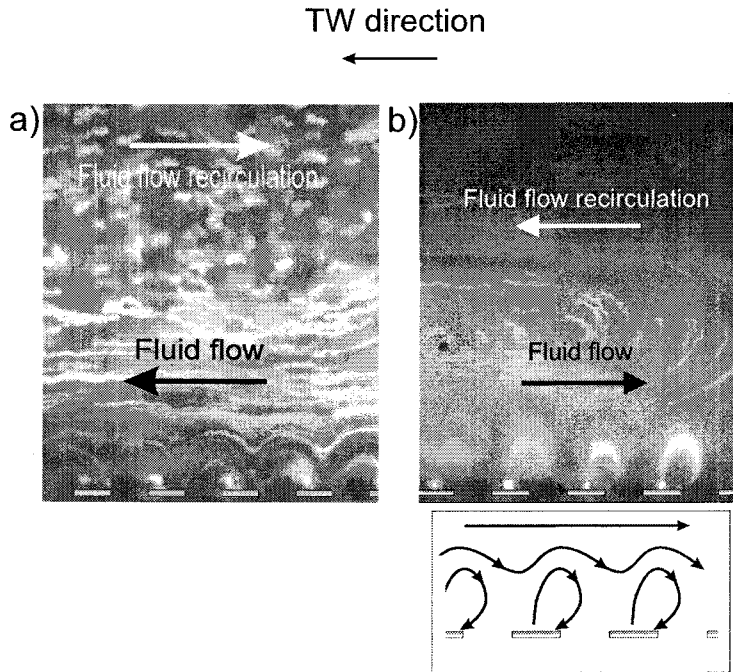 TW direction
a)
Fluid flow recirculation
Fluid flow
b)
Fluid flow recirculation
Fluid flow